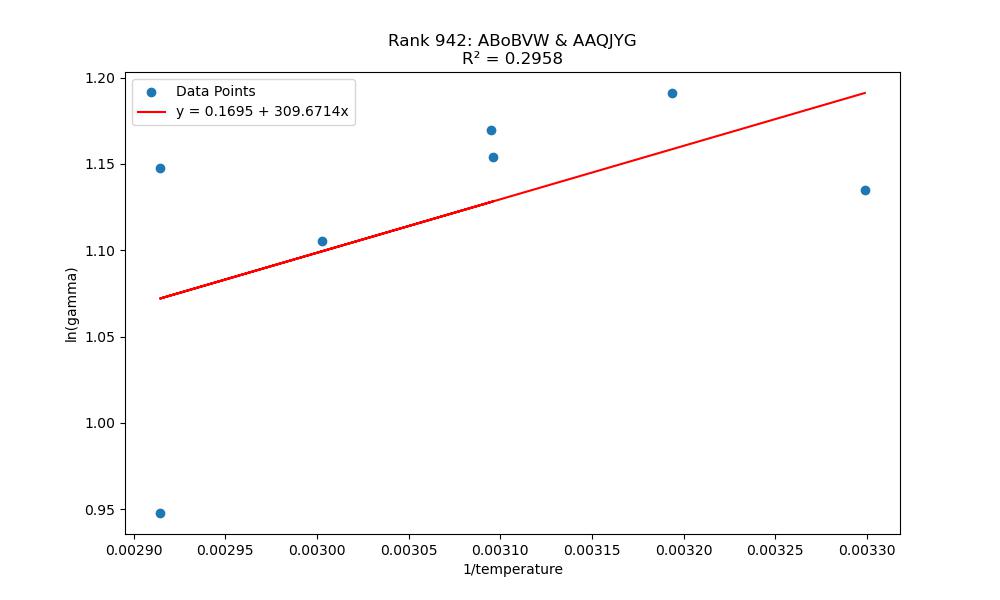 Rank 942: ABoBVW & AAQJYG
R² = 0.2958
Data Points
y = 0.1695 + 309.6714x
1.20
1.15
1.10
1.05
1.00
0.95
ln(gamma)
0.00290 0.00295 0.00300 0.00305 0.00310 0.00315 0.00320 0.00325 0.00330
1/temperature